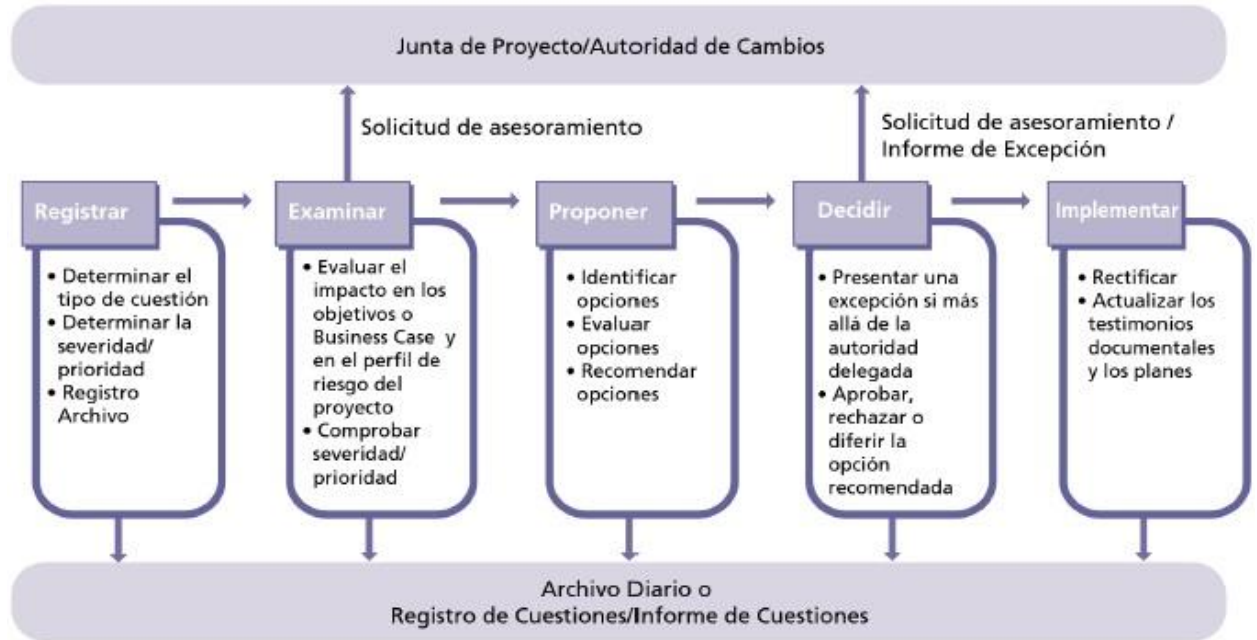 Junta de Proyecto/Autoridad de Cambios
Solicitud de asesoramiento
Solicitud de asesoramiento /
Informe de Excepción
Registrar
• Determinar el
tipo de cuestión
• Determinar la
severidad/
prioridad
• Registro
Archivo
Examinar
• Evaluar el
impacto en los
objetivos o
Business Case y
en el perfil de
riesgo del
proyecto
• Comprobar
severidad/
prioridad
Proponer
• Identificar
opciones
• Evaluar
opciones
• Recomendar
opciones
Decidir
• Presentar una
excepción si más
allá de la
autoridad
delegada
• Aprobar,
rechazar o
diferir la
opción
recomendada
Implementar
• Rectificar
• Actualizar los
testimonios
documentales
y los planes
Archivo Diario o
Registro de Cuestiones/Informe de Cuestiones